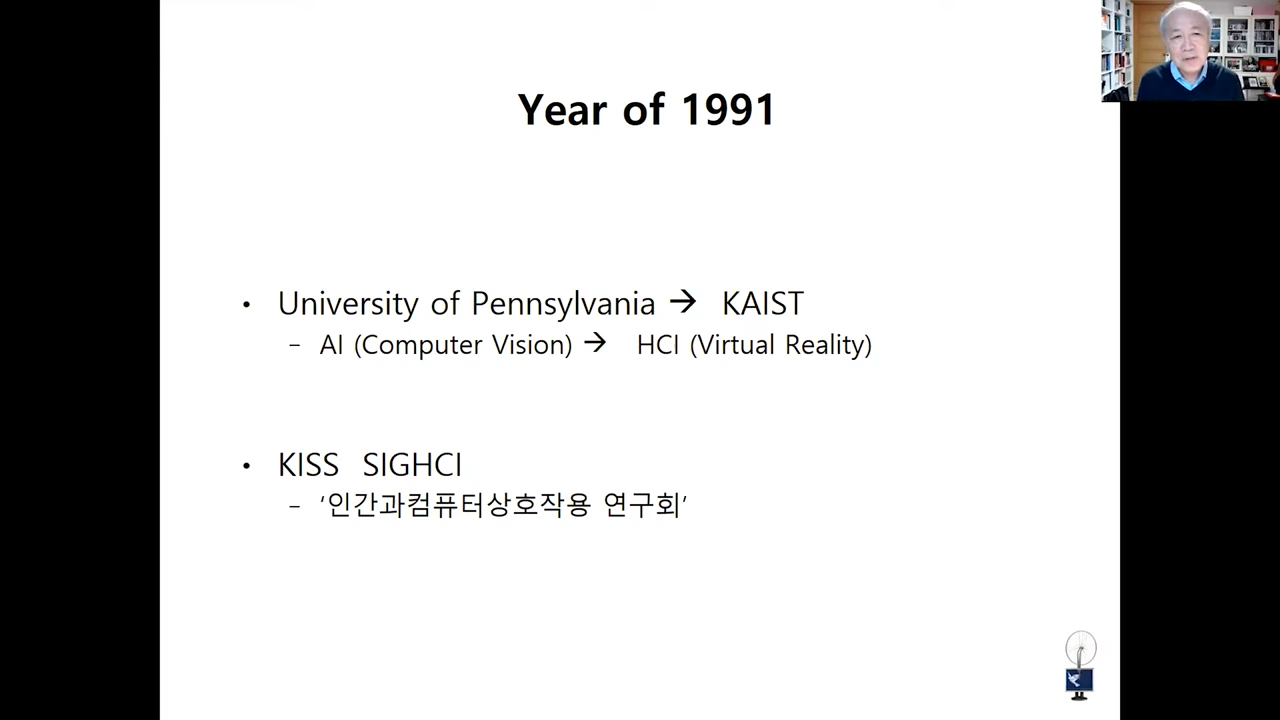 Year of 1991
• University of Pennsylvania → KAIST
– AI (Computer Vision) → HCI (Virtual Reality)
• KISS SIGHCI
– ‘인간과컴퓨터상호작용 연구회’